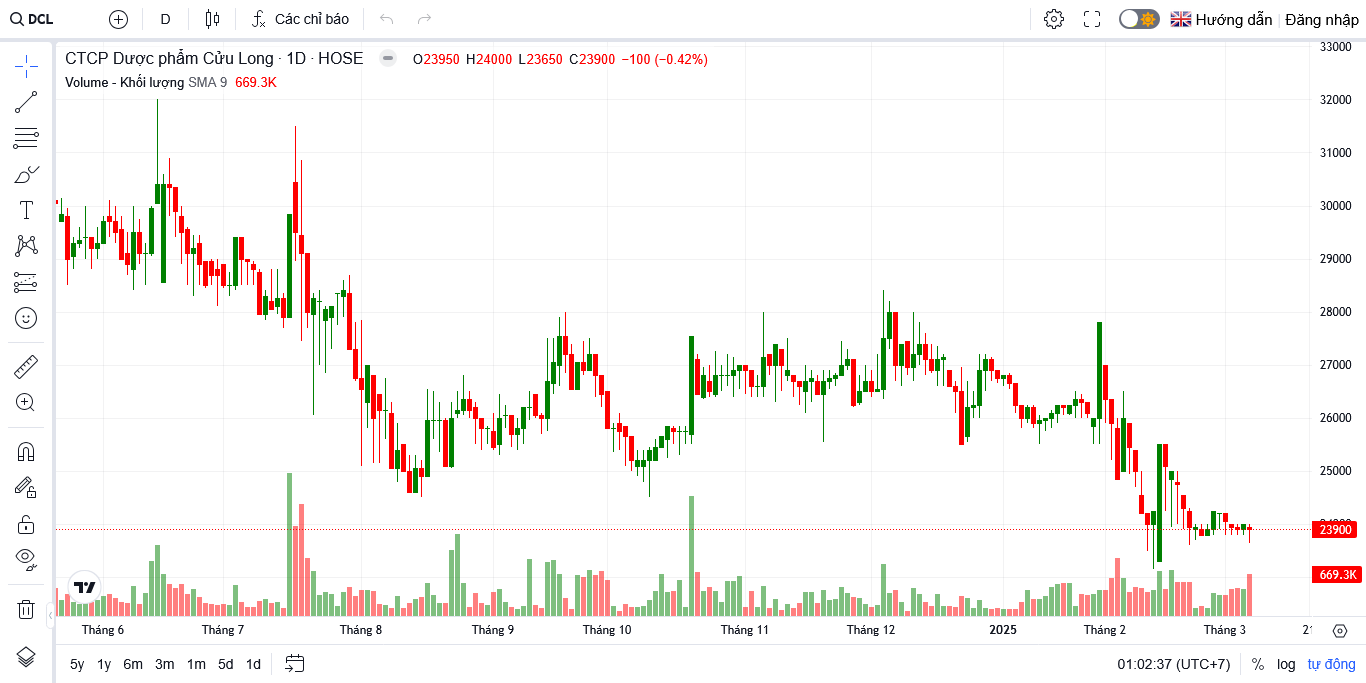 DCL D Các chỉ báo Hướng dẫn Đăng nhập
CTCP Dược phẩm Cửu Long · 1D · HOSE O23950 H24000 L23650 C23900 −100 (−0.42%)
Volume - Khối lượng SMA 9 669.3K
33000
32000
31000
30000
29000
28000
27000
26000
25000
23900
669.3K
Tháng 6 Tháng 7 Tháng 8 Tháng 9 Tháng 10 Tháng 11 Tháng 12 2025 Tháng 2 Tháng 3
5y 1y 6m 3m 1m 5d 1d 01:02:37 (UTC+7) % log tự động